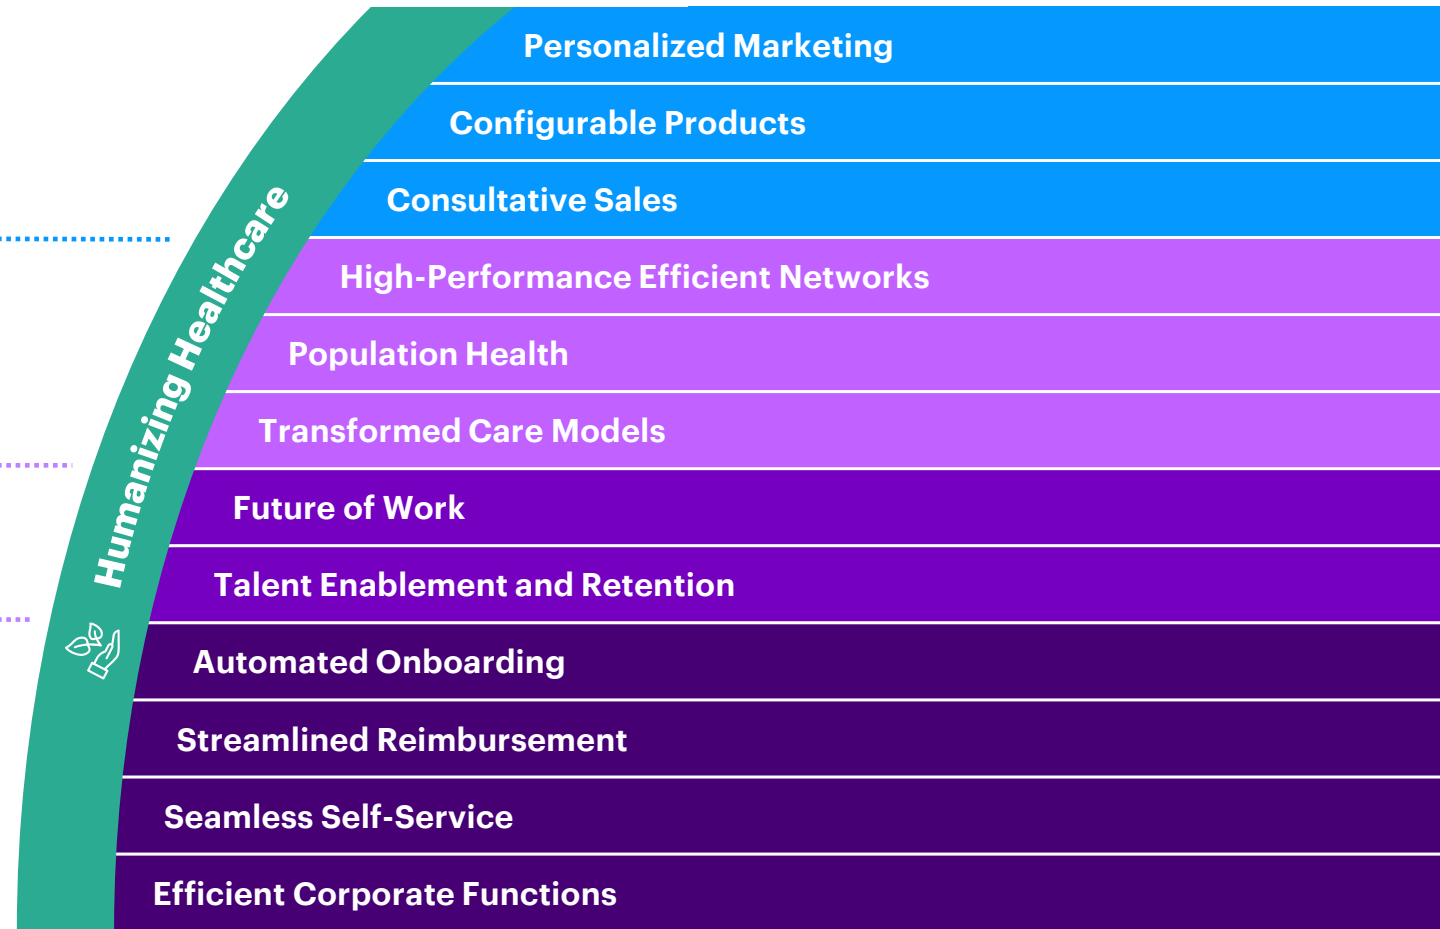 Personalized Marketing
Configurable Products
Consultative Sales
High-Performance Efficient Networks
Population Health
Transformed Care Models
Future of Work
Talent Enablement and Retention
Automated Onboarding
Streamlined Reimbursement
Seamless Self-Service
Efficient Corporate Functions
Humanizing Healthcare